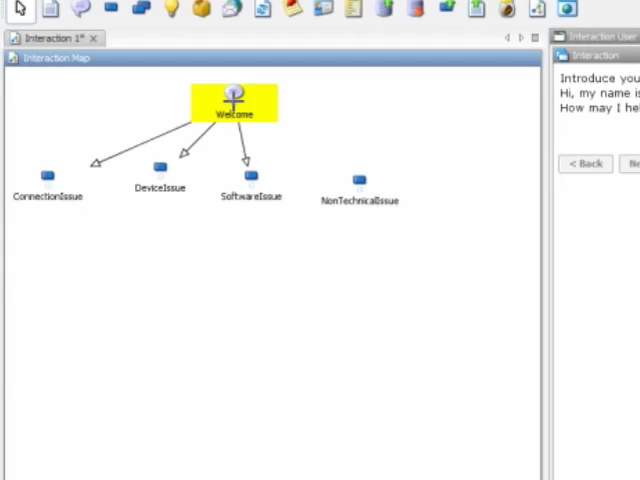 Interaction 1*
Interaction User
Interaction Map
Interaction
Introduce you
Hi, my name is
How may I hel
< Back
Ne
Welcome
ConnectionIssue
DeviceIssue
SoftwareIssue
NonTechnicalIssue